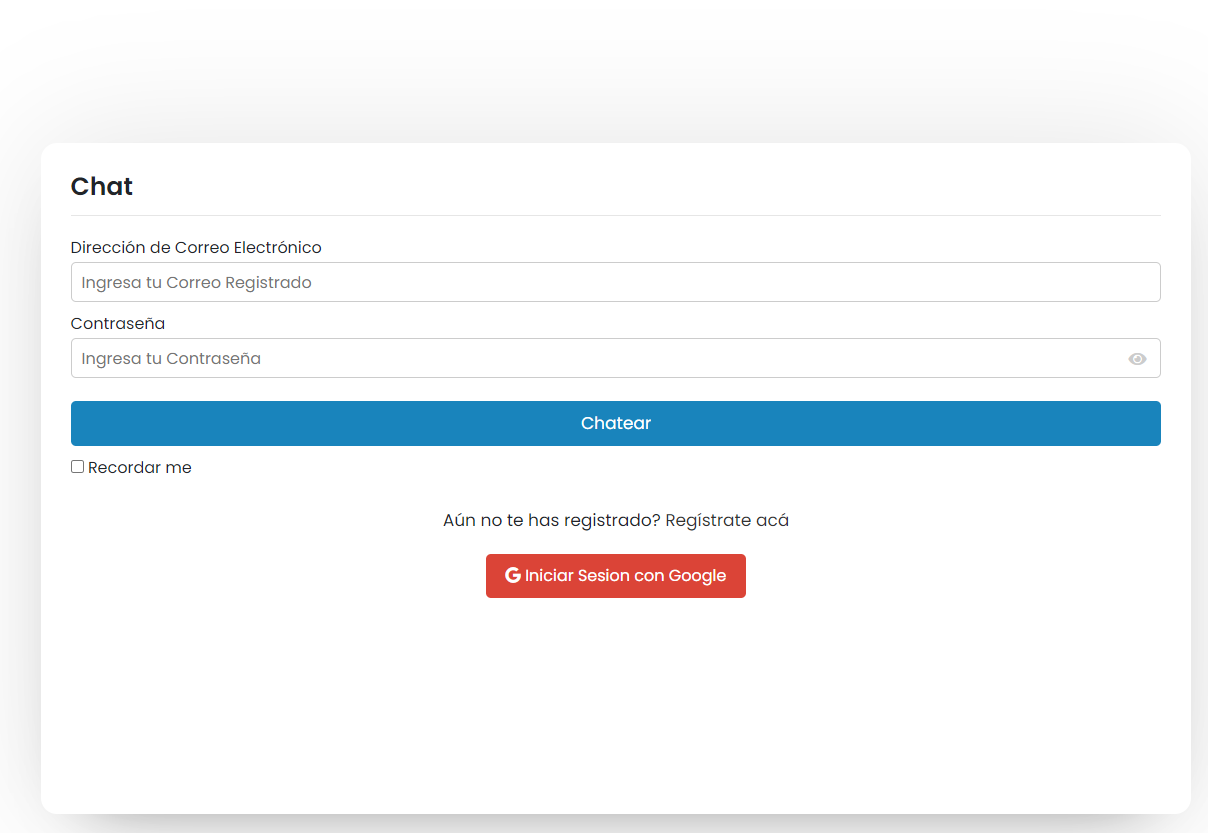 Chat
Dirección de Correo Electrónico
Ingresa tu Correo Registrado
Contraseña
Ingresa tu Contraseña
Chatear
Recordar me
Aún no te has registrado? Regístrate acá
Iniciar Sesion con Google